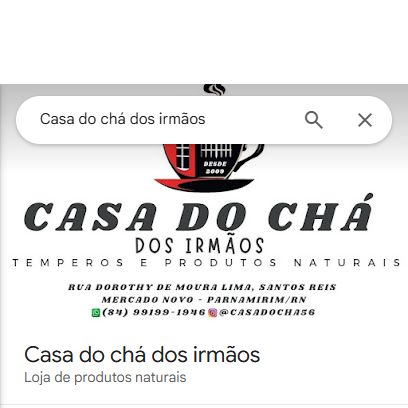 Casa do chá dos irmãos
DESDE
2009
CASA DO CHÁ
DOS IRMÃOS
TEMPEROS E PRODUTOS NATURAIS
RUA DOROTHY DE MOURA LIMA, SANTOS REIS
MERCADO NOVO - PARNAMIRIM/RN
(84) 99199-1946 @CASADOCHA56
Casa do chá dos irmãos
Loja de produtos naturais